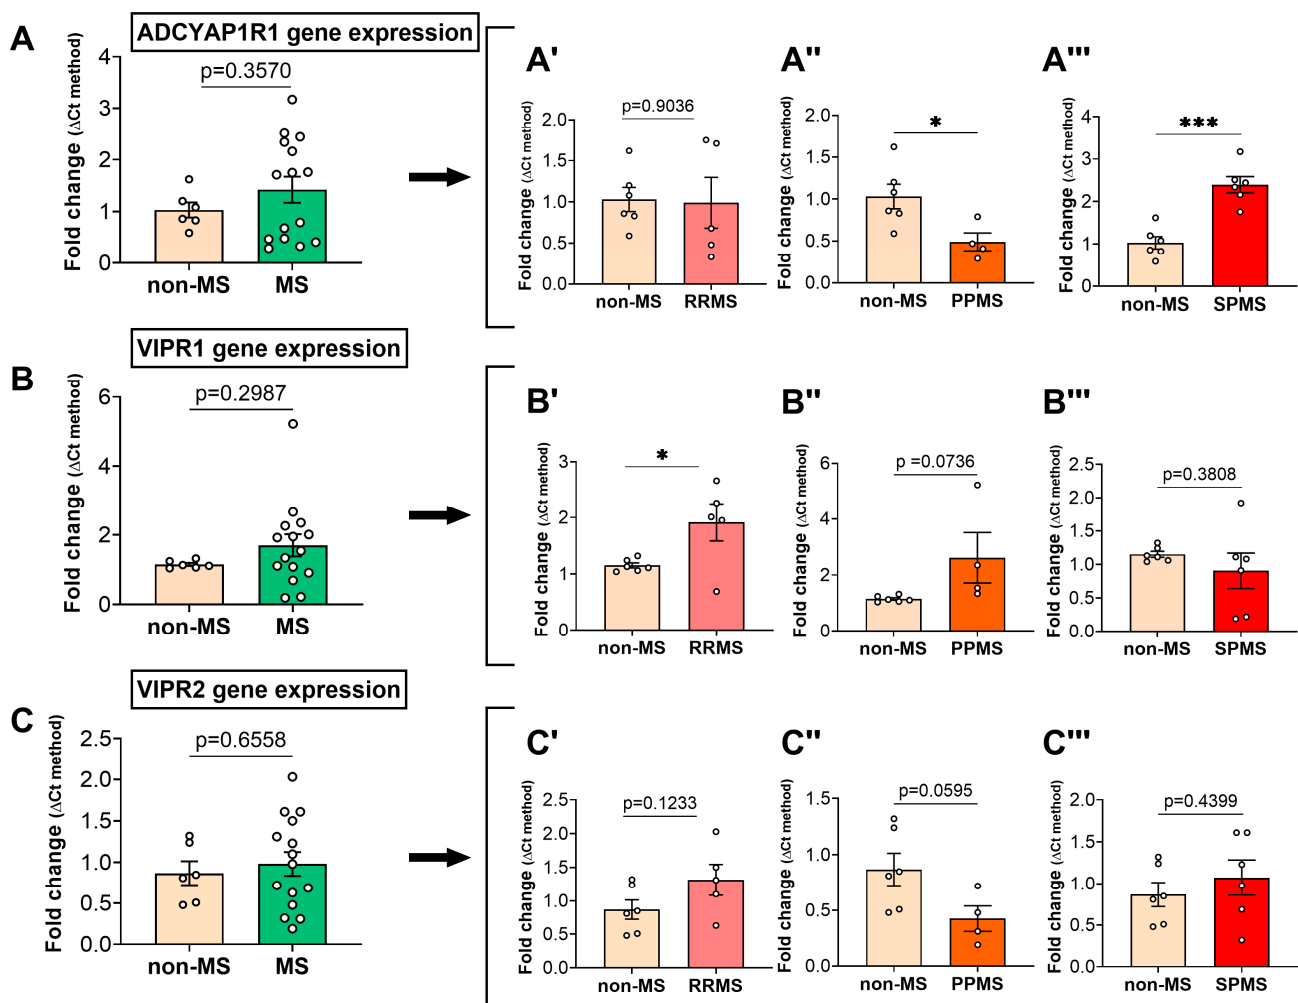 A
ADCYAP1R1 gene expression
Fold change (ΔCt method)
4
3
2
1
0
p=0.3570
non-MS MS
A'
Fold change (ΔCt method)
2.0
1.5
1.0
0.5
0.0
p=0.9036
non-MS RRMS
A''
Fold change (ΔCt method)
2.0
1.5
1.0
0.5
0.0
*
non-MS PPMS
A'''
Fold change (ΔCt method)
4
3
2
1
0
***
non-MS SPMS
B
VIPR1 gene expression
Fold change (ΔCt method)
6
4
2
0
p=0.2987
non-MS MS
B'
Fold change (ΔCt method)
3
2
1
0
*
non-MS RRMS
B''
Fold change (ΔCt method)
6
4
2
0
p =0.0736
non-MS PPMS
B'''
Fold change (ΔCt method)
2.5
2.0
1.5
1.0
0.5
0.0
p=0.3808
non-MS SPMS
C
VIPR2 gene expression
Fold change (ΔCt method)
2.5
2.0
1.5
1.0
0.5
0.0
p=0.6558
non-MS MS
C'
Fold change (ΔCt method)
2.5
2.0
1.5
1.0
0.5
0.0
p=0.1233
non-MS RRMS
C''
Fold change (ΔCt method)
1.5
1.0
0.5
0.0
p=0.0595
non-MS PPMS
C'''
Fold change (ΔCt method)
2.0
1.5
1.0
0.5
0.0
p=0.4399
non-MS SPMS